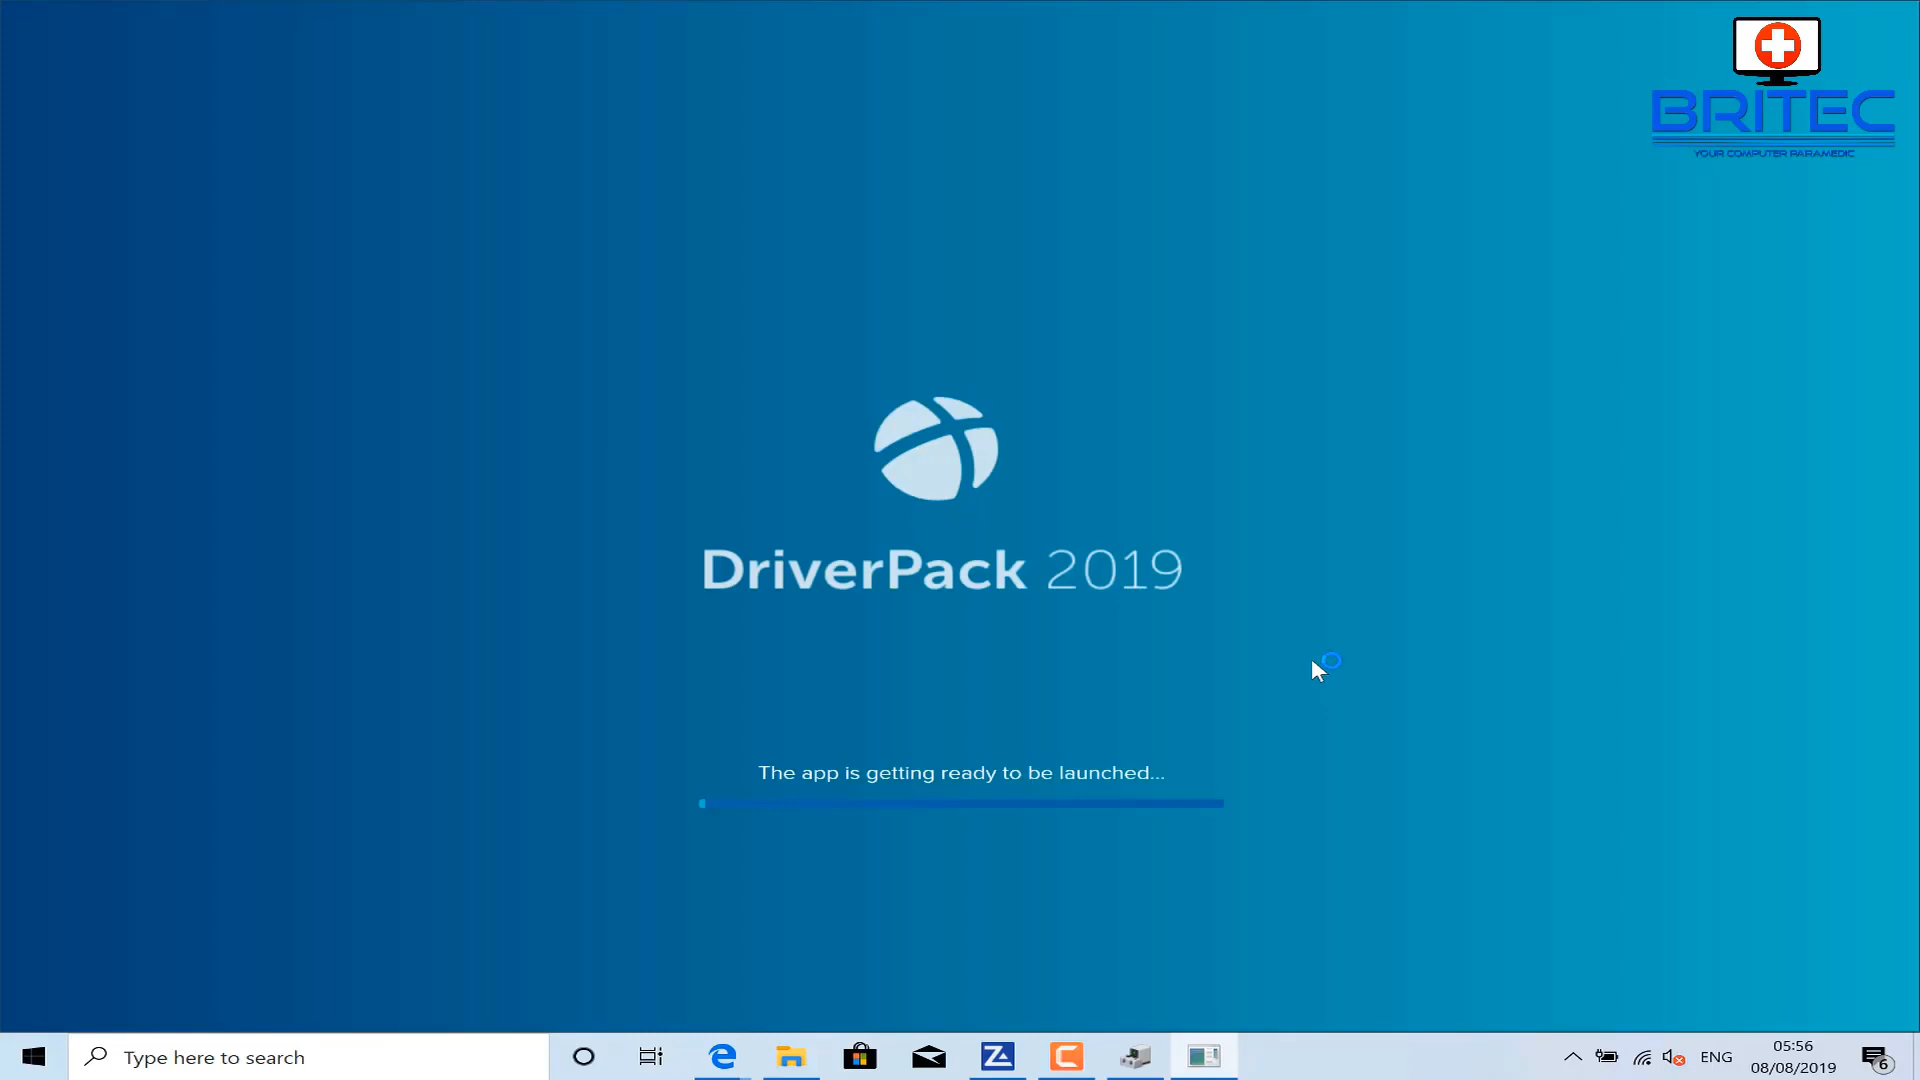 BRITEC
YOUR COMPUTER PARAMEDIC
DriverPack 2019
The app is getting ready to be launched...
Type here to search
ENG
05:56
08/08/2019
6